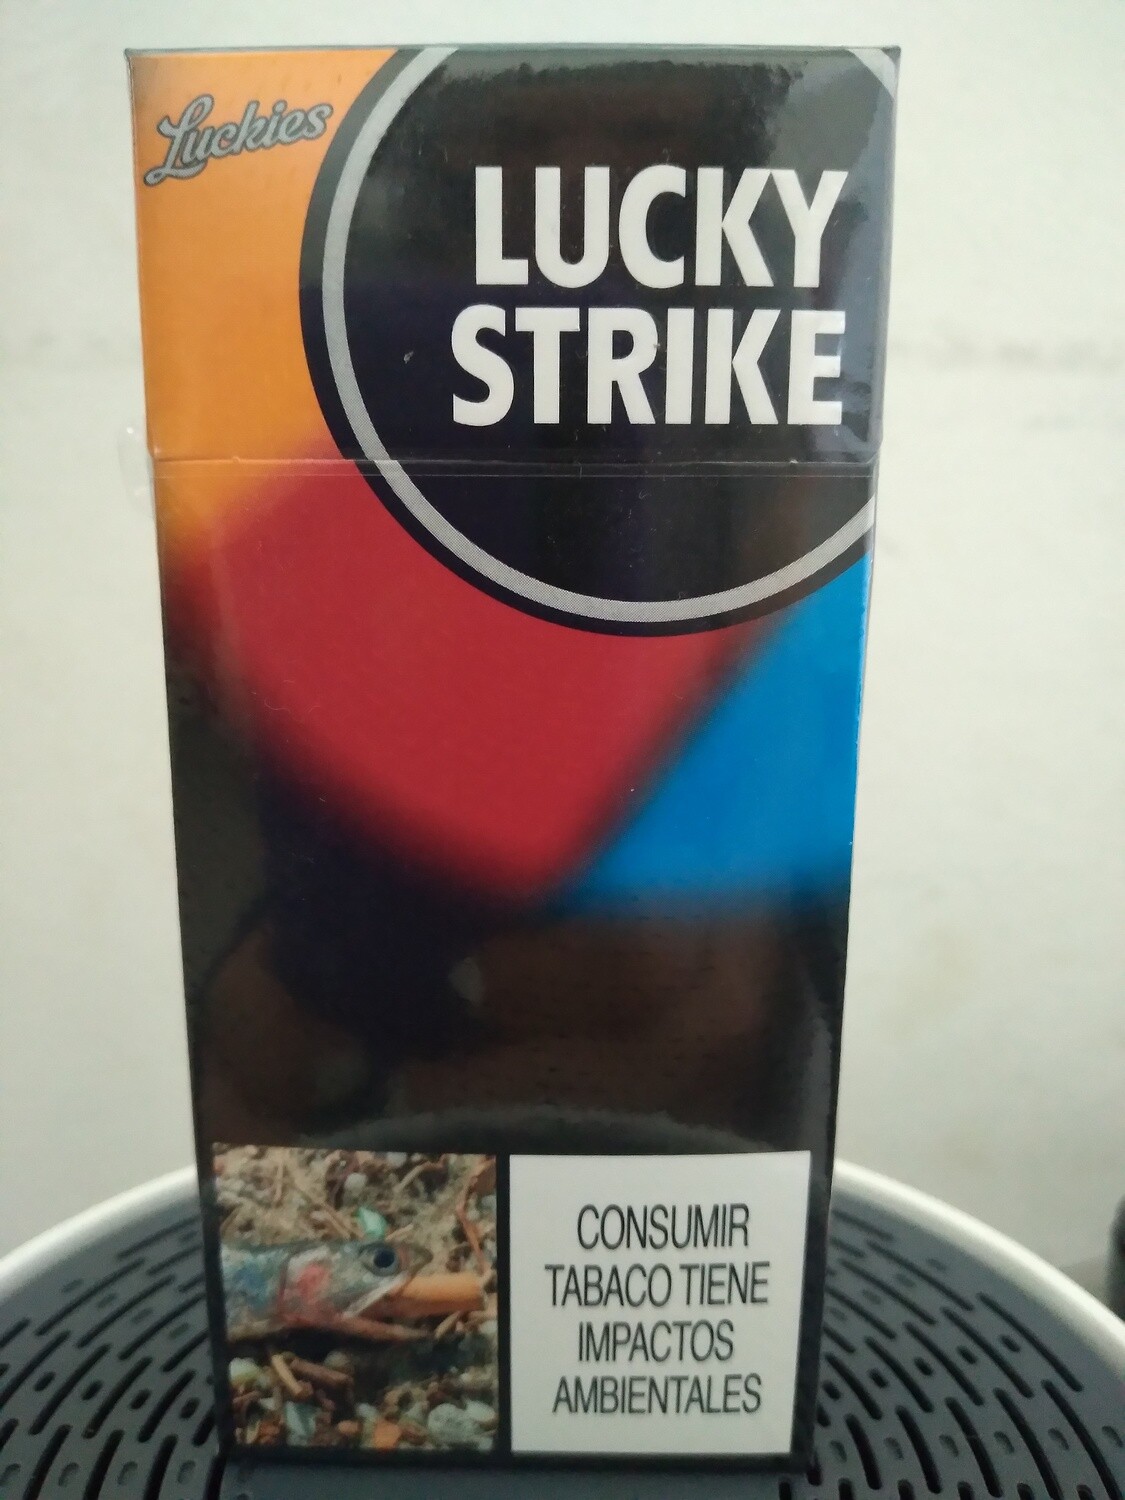 Luckies
LUCKY
STRIKE
CONSUMIR
TABACO TIENE
IMPACTOS
AMBIENTALES